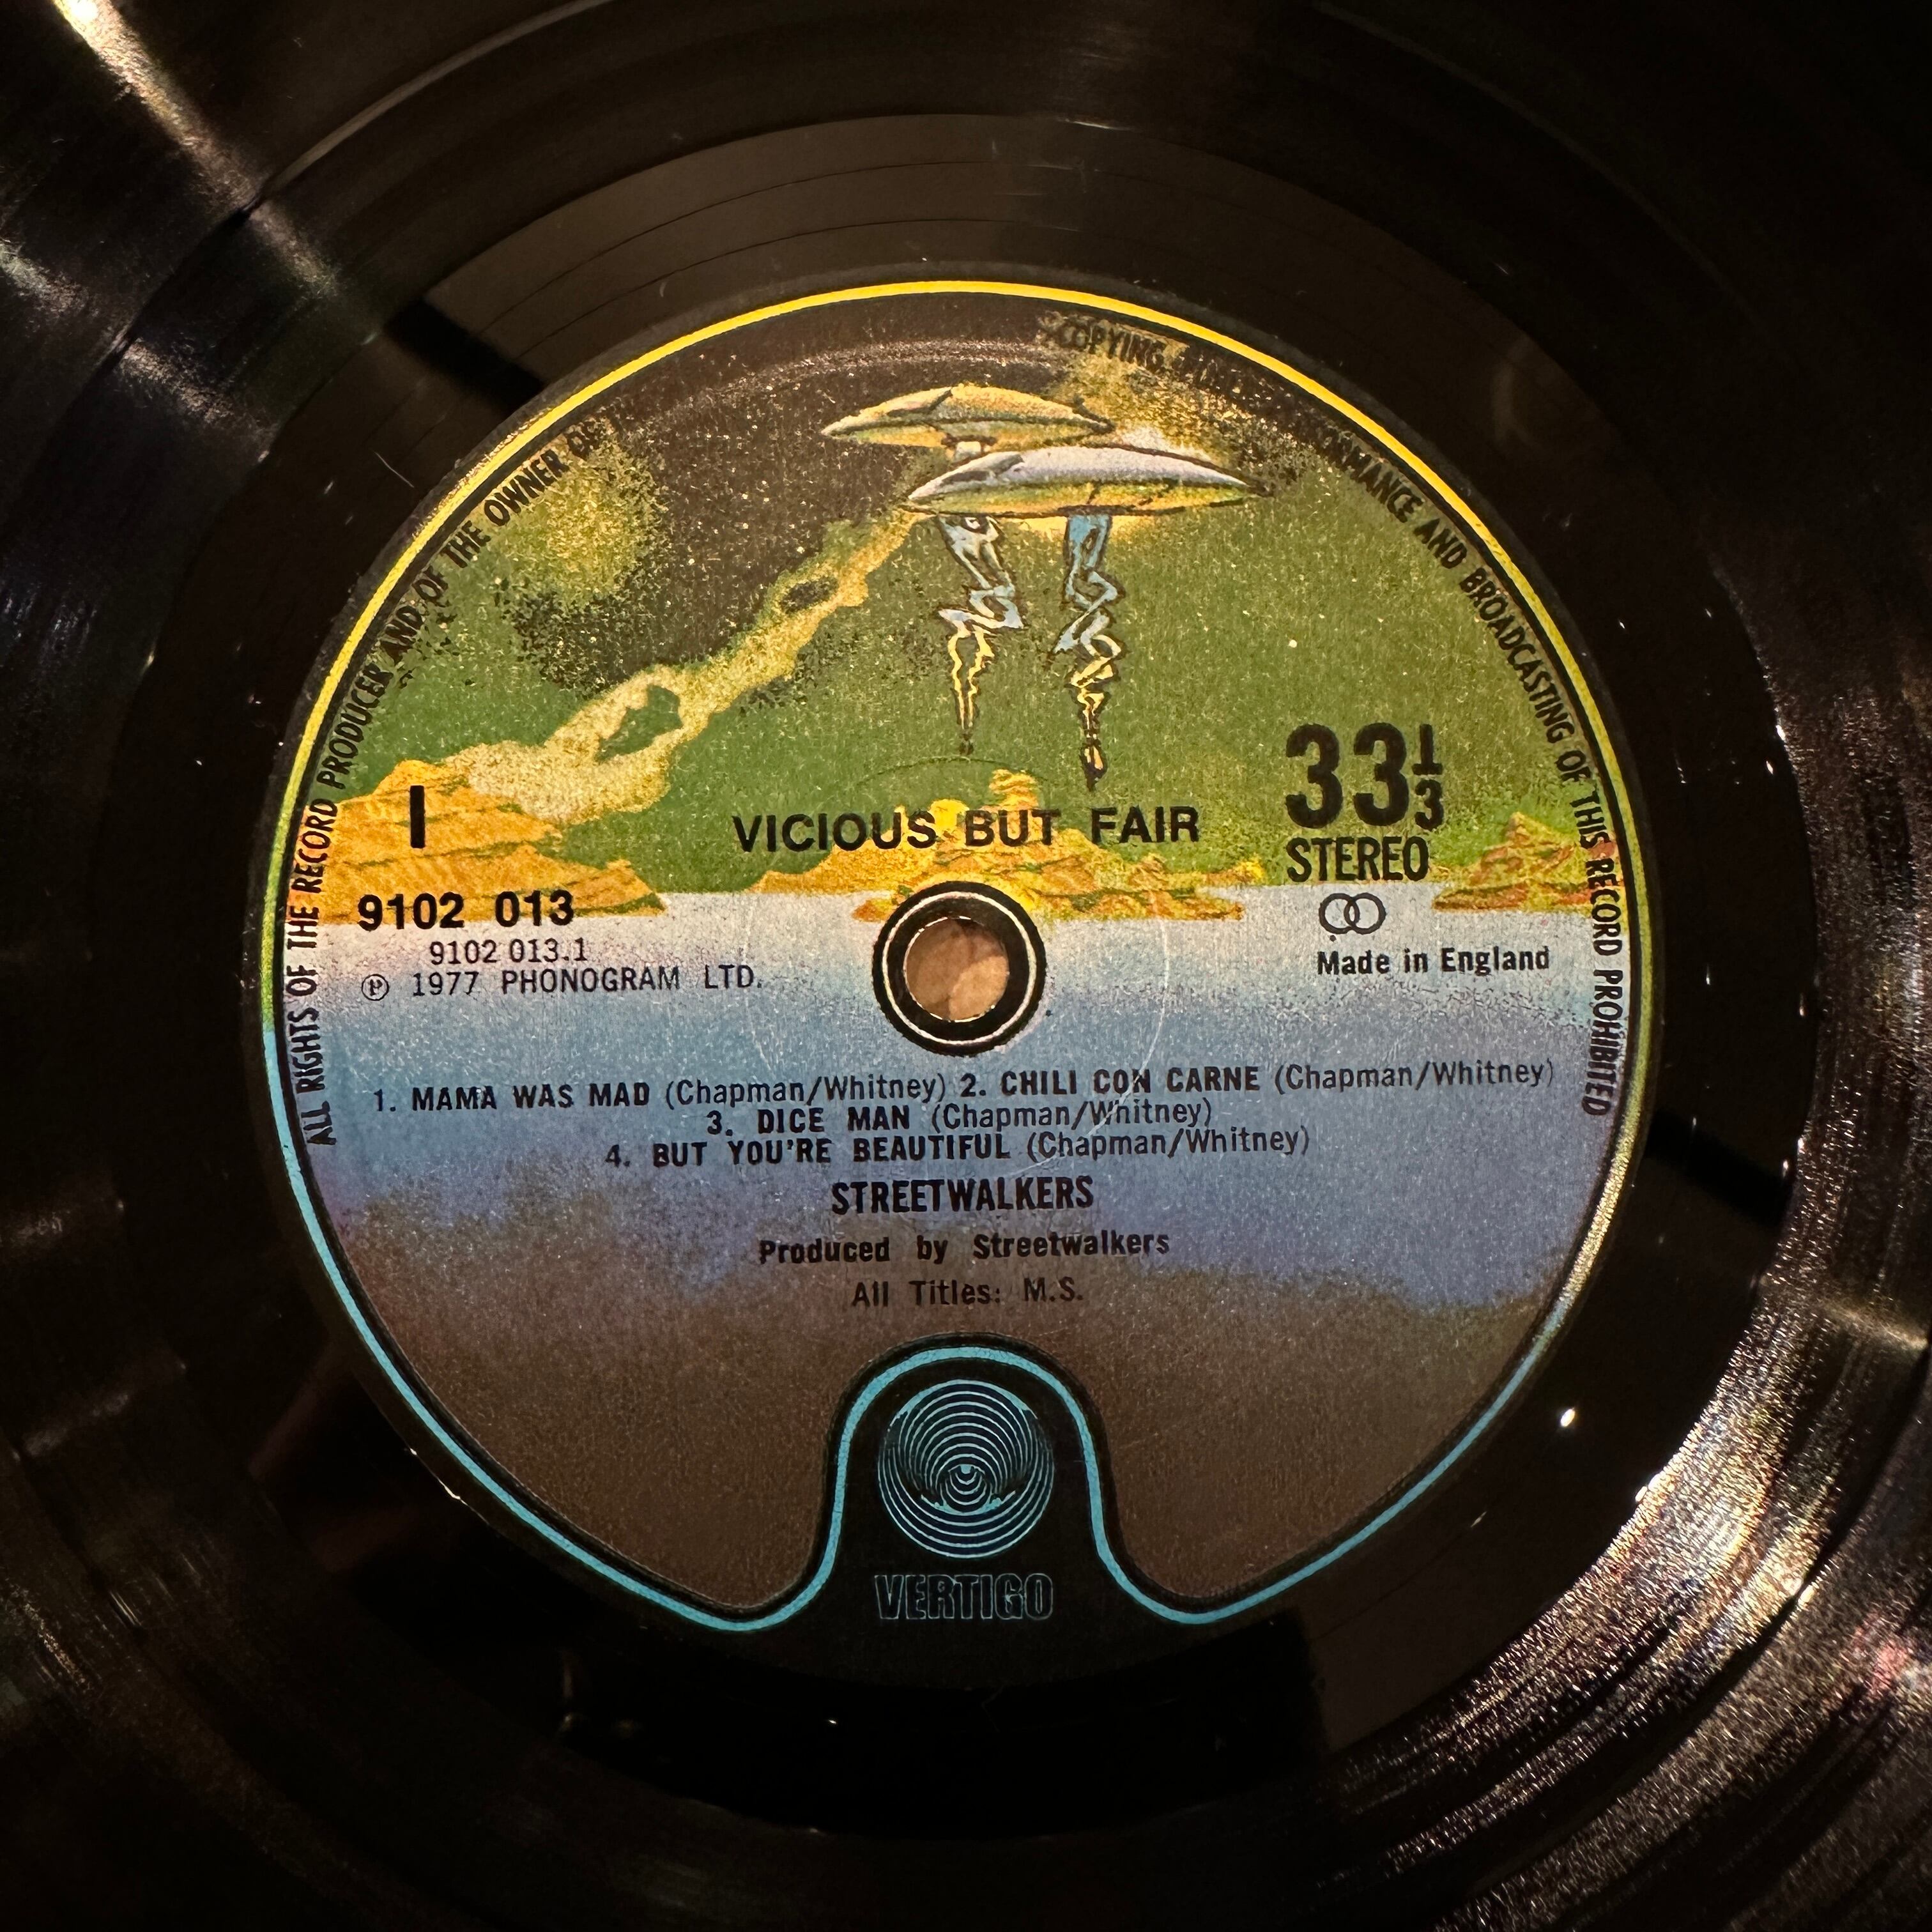 ALL RIGHTS OF THE RECORD PRODUCER AND OF THE OWNER OF
COPYING, PERFORMANCE AND BROADCASTING OF THIS RECORD PROHIBITED
1
VICIOUS BUT FAIR
33⅓
STEREO
9102 013
9102 013.1
℗ 1977 PHONOGRAM LTD.
Made in England
1. MAMA WAS MAD (Chapman/Whitney) 2. CHILI CON CARNE (Chapman/Whitney)
3. DICE MAN (Chapman/Whitney)
4. BUT YOU'RE BEAUTIFUL (Chapman/Whitney)
STREETWALKERS
Produced by Streetwalkers
All Titles: M.S.
VERTIGO